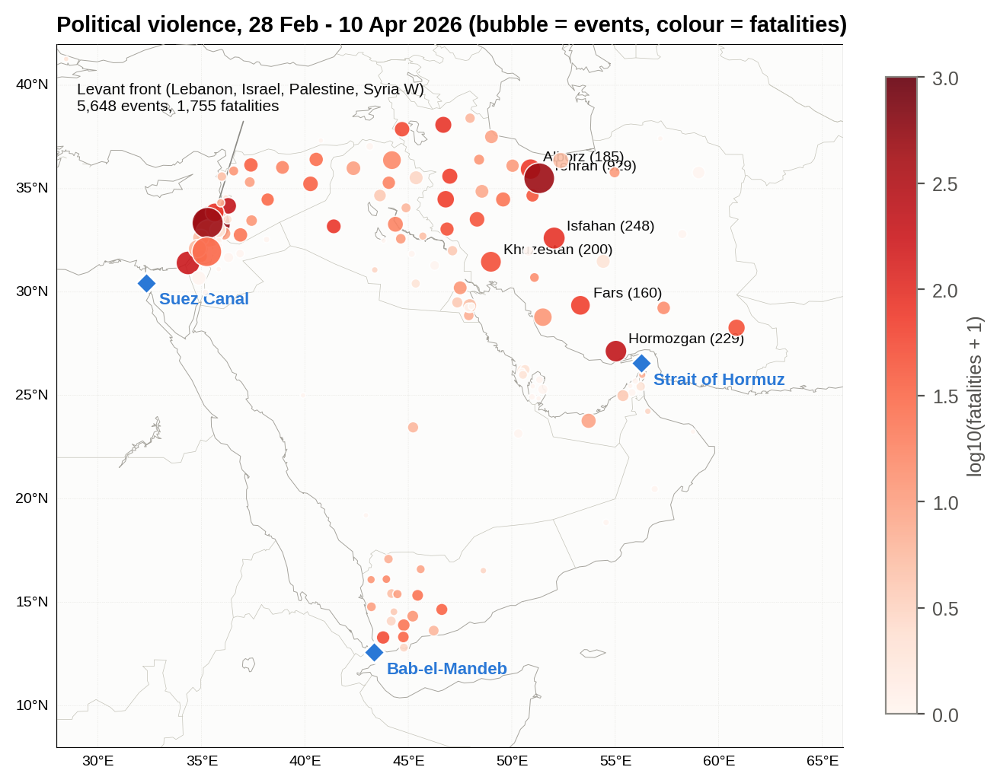 Political violence, 28 Feb - 10 Apr 2026 (bubble = events, colour = fatalities)
40°N
35°N
30°N
25°N
20°N
15°N
10°N
Levant front (Lebanon, Israel, Palestine, Syria W)
5,648 events, 1,755 fatalities
Alborz (185)
Tehran (929)
Isfahan (248)
Khuzestan (200)
Fars (160)
Hormozgan (229)
Suez Canal
Strait of Hormuz
Bab-el-Mandeb
30°E
35°E
40°E
45°E
50°E
55°E
60°E
65°E
3.0
2.5
2.0
1.5
1.0
0.5
0.0
log10(fatalities + 1)